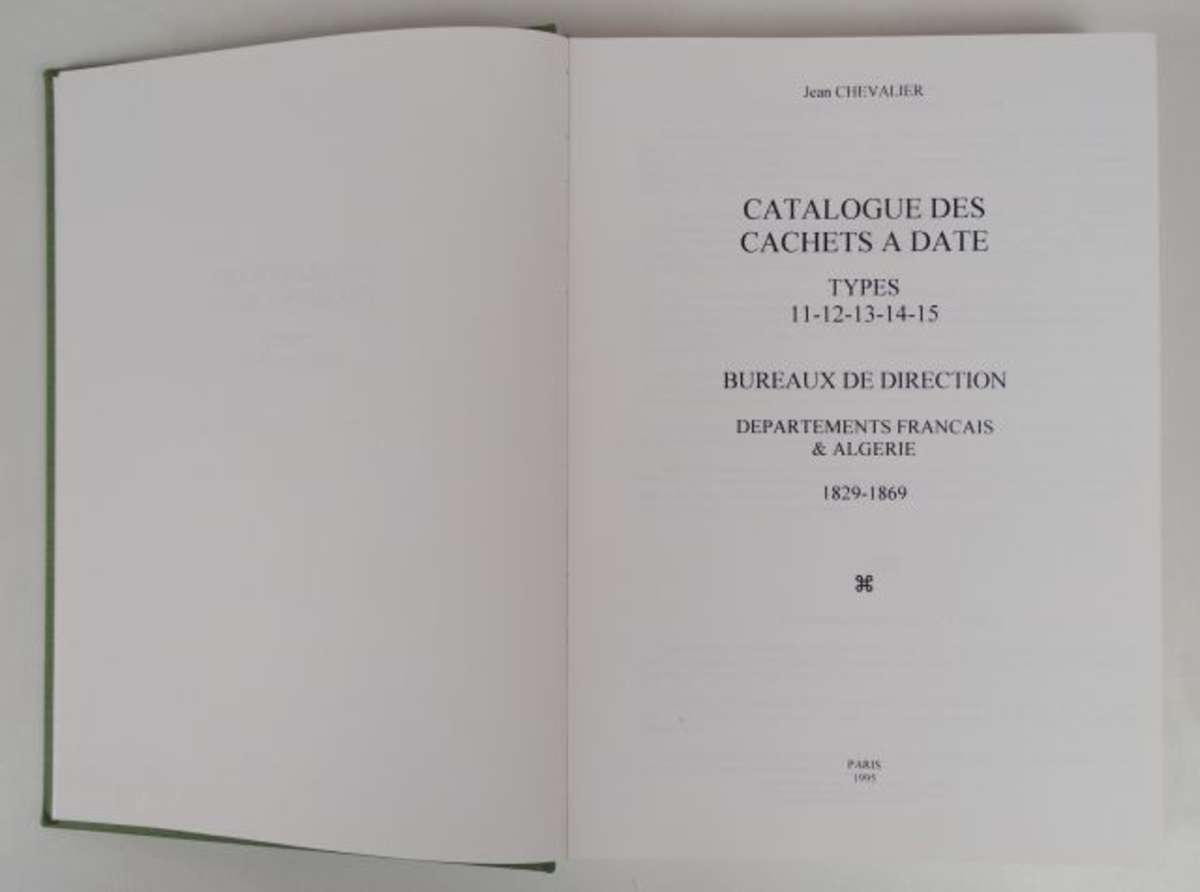 Jean CHEVALIER
CATALOGUE DES
CACHETS A DATE
TYPES
11-12-13-14-15
BUREAUX DE DIRECTION
DEPARTEMENTS FRANCAIS
& ALGERIE
1829-1869
⌘
PARIS
1995